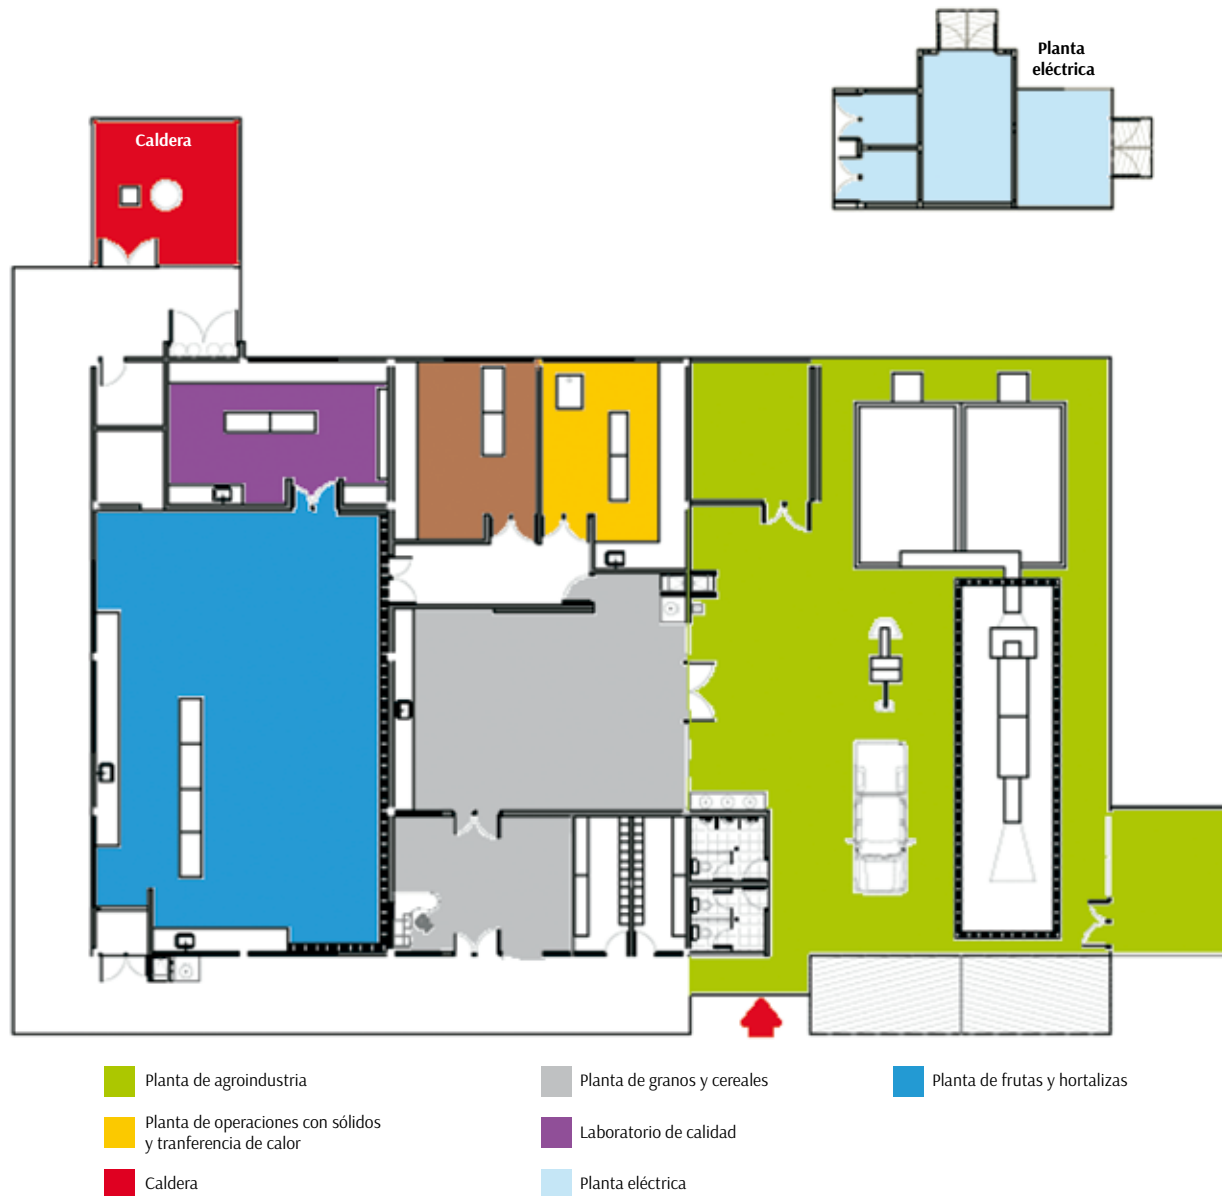 Planta
eléctrica
Caldera
Planta de agroindustria
Planta de granos y cereales
Planta de frutas y hortalizas
Planta de operaciones con sólidos
y tranferencia de calor
Laboratorio de calidad
Caldera
Planta eléctrica